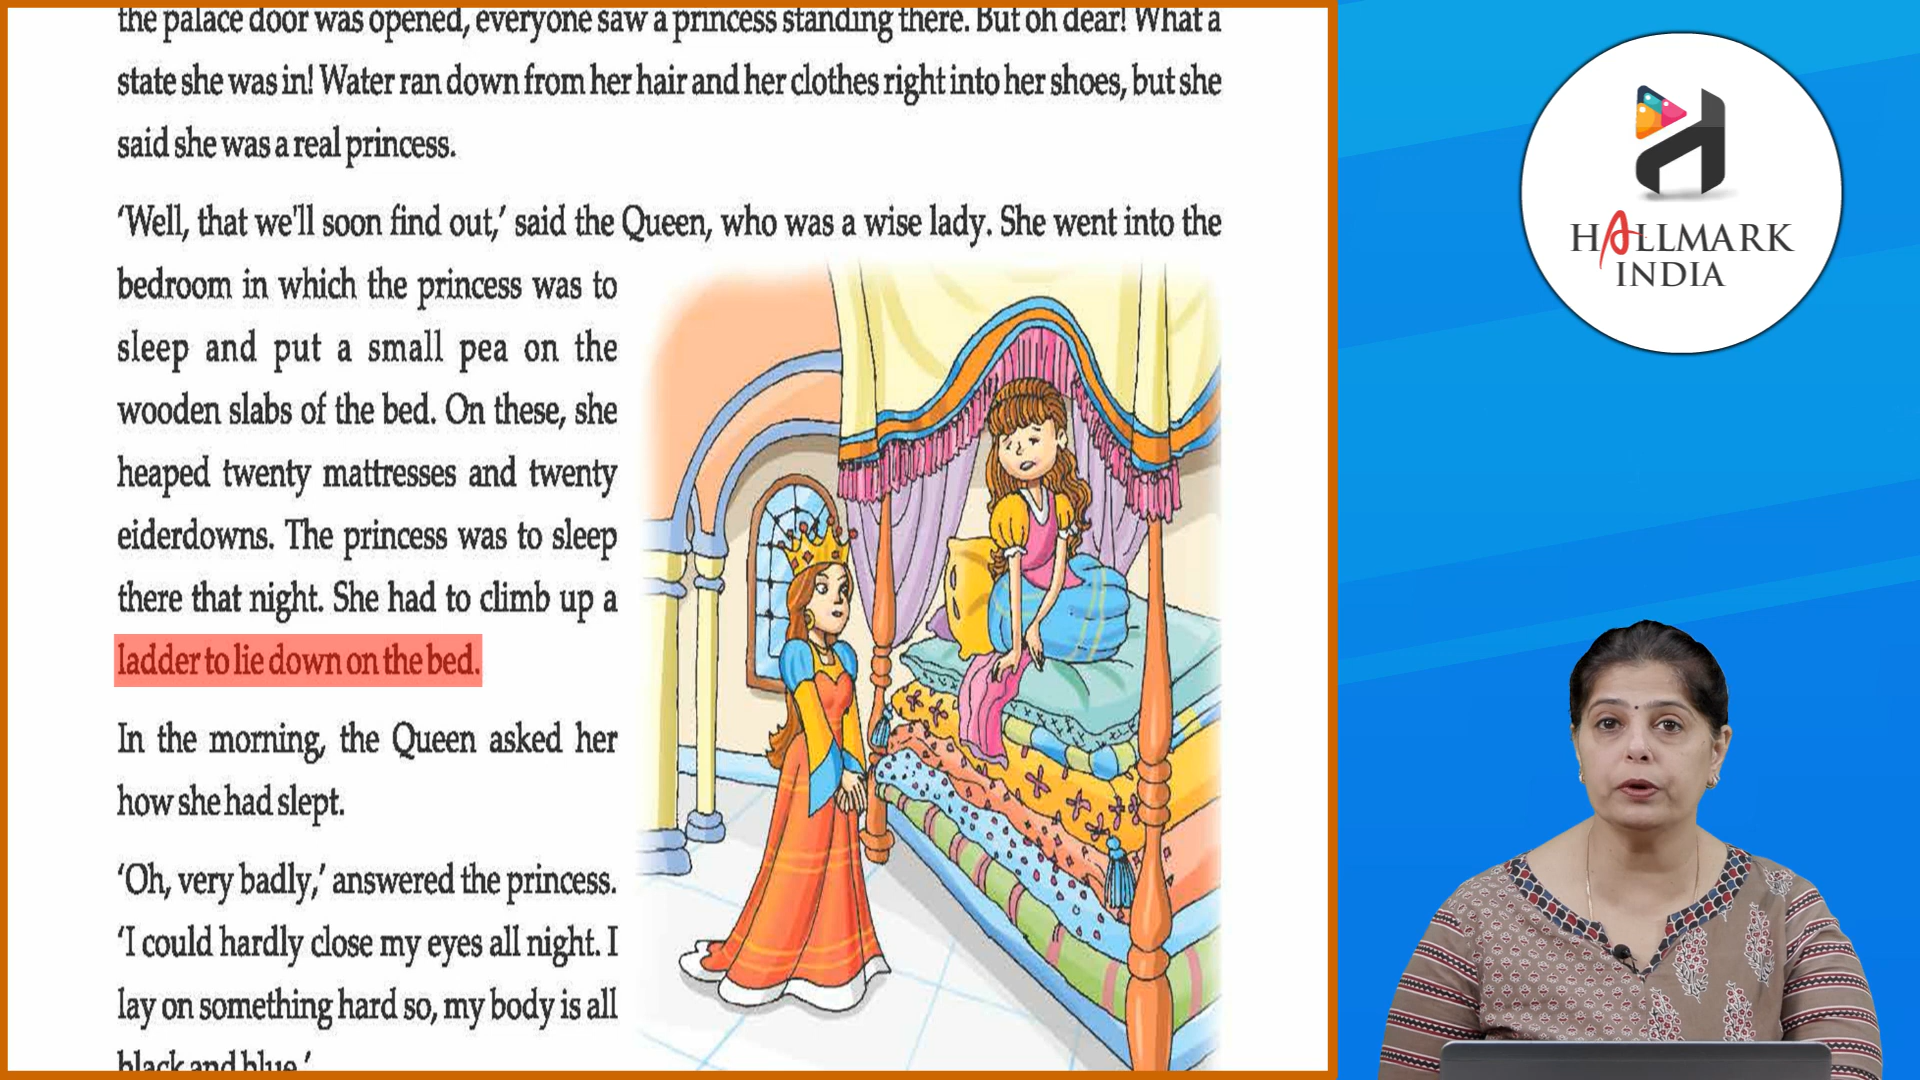 the palace door was opened, everyone saw a princess standing there. But oh dear! What a
state she was in! Water ran down from her hair and her clothes right into her shoes, but she
said she was a real princess.
‘Well, that we'll soon find out,’ said the Queen, who was a wise lady. She went into the
bedroom in which the princess was to
sleep and put a small pea on the
wooden slabs of the bed. On these, she
heaped twenty mattresses and twenty
eiderdowns. The princess was to sleep
there that night. She had to climb up a
ladder to lie down on the bed.
In the morning, the Queen asked her
how she had slept.
‘Oh, very badly,’ answered the princess.
‘I could hardly close my eyes all night. I
lay on something hard so, my body is all
black and blue.’
HALLMARK
INDIA